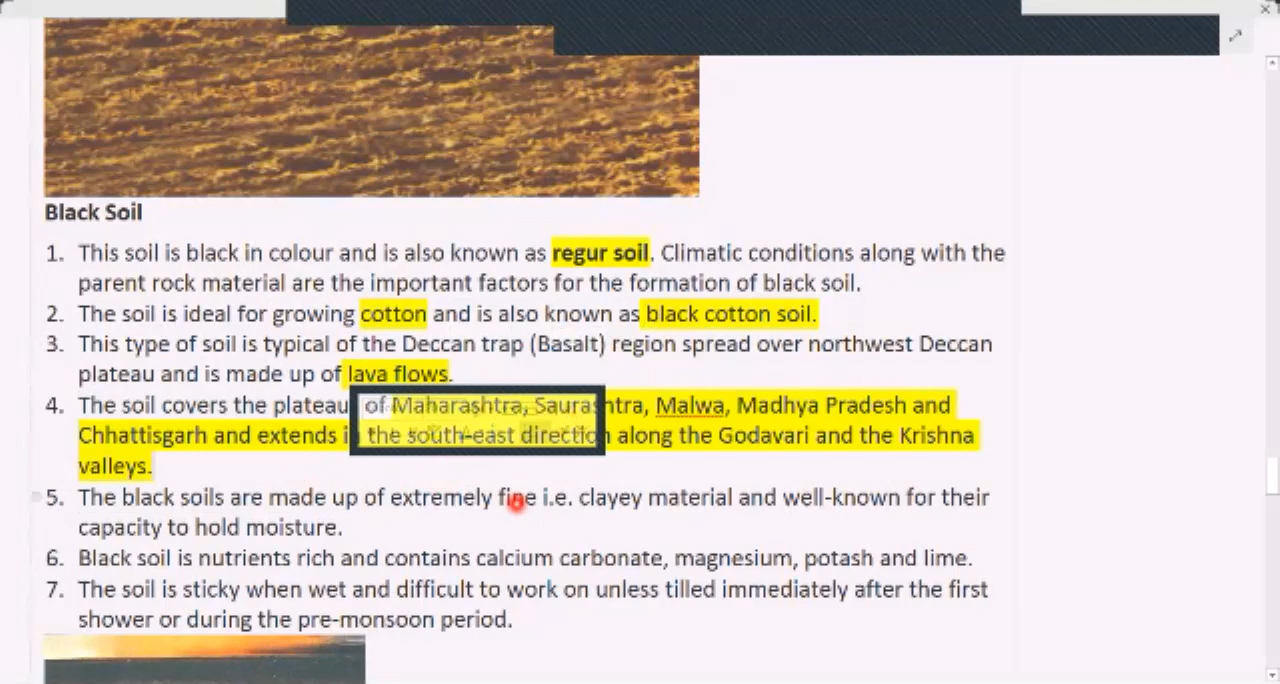 Black Soil
1. This soil is black in colour and is also known as regur soil. Climatic conditions along with the
parent rock material are the important factors for the formation of black soil.
2. The soil is ideal for growing cotton and is also known as black cotton soil.
3. This type of soil is typical of the Deccan trap (Basalt) region spread over northwest Deccan
plateau and is made up of lava flows.
4. The soil covers the plateau of Maharashtra, Saurashtra, Malwa, Madhya Pradesh and
Chhattisgarh and extends in the south-east direction along the Godavari and the Krishna
valleys.
5. The black soils are made up of extremely fine i.e. clayey material and well-known for their
capacity to hold moisture.
6. Black soil is nutrients rich and contains calcium carbonate, magnesium, potash and lime.
7. The soil is sticky when wet and difficult to work on unless tilled immediately after the first
shower or during the pre-monsoon period.